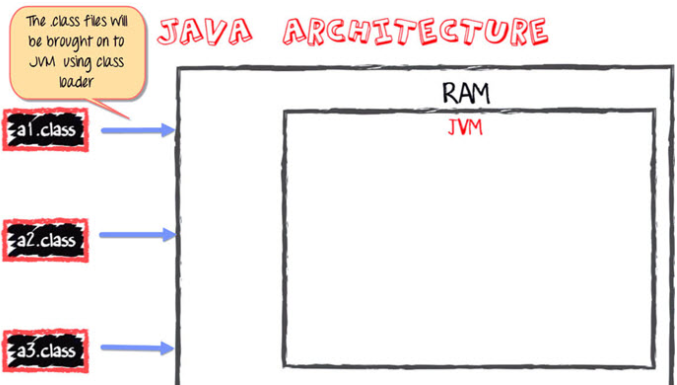 The .class files will
be brought on to
JVM using class
loader
JAVA ARCHITECTURE
RAM
JVM
a1.class
a2.class
a3.class